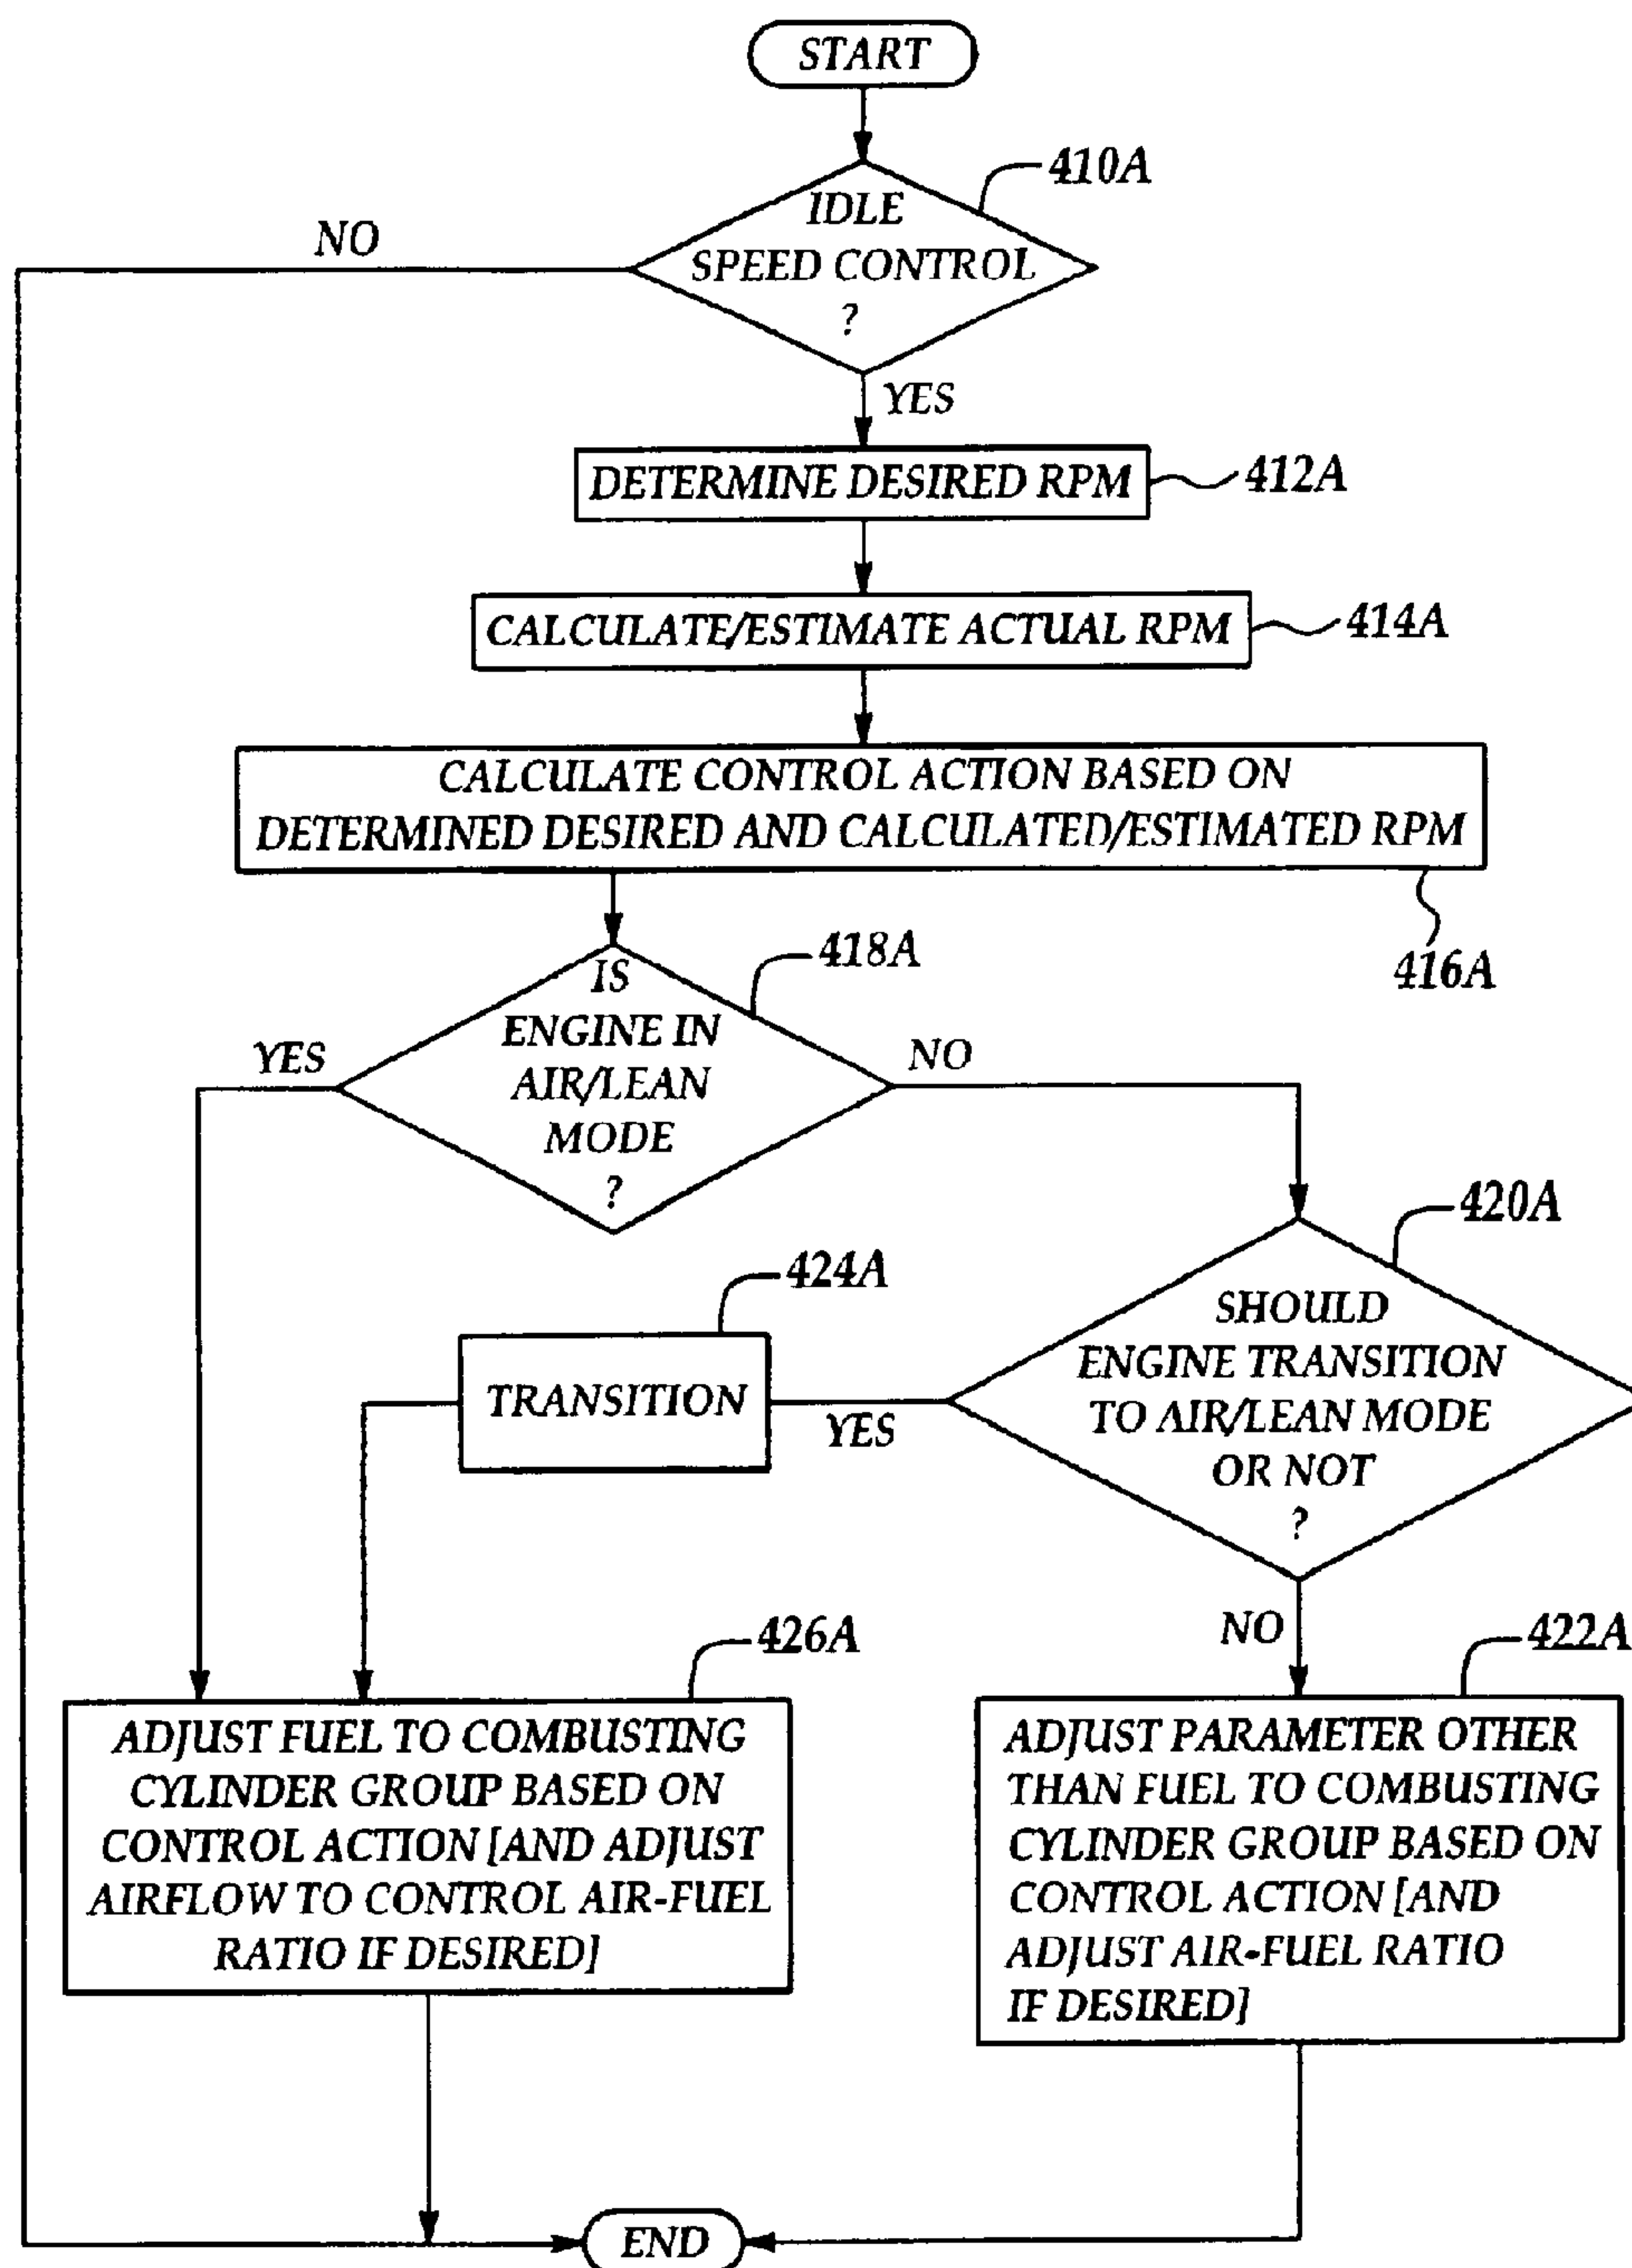 START
410A
IDLE
SPEED CONTROL
?
NO
YES
DETERMINE DESIRED RPM
412A
CALCULATE/ESTIMATE ACTUAL RPM
414A
CALCULATE CONTROL ACTION BASED ON
DETERMINED DESIRED AND CALCULATED/ESTIMATED RPM
416A
418A
IS
ENGINE IN
AIR/LEAN
MODE
?
YES
NO
420A
SHOULD
ENGINE TRANSITION
TO AIR/LEAN MODE
OR NOT
?
424A
TRANSITION
YES
NO
426A
ADJUST FUEL TO COMBUSTING
CYLINDER GROUP BASED ON
CONTROL ACTION [AND ADJUST
AIRFLOW TO CONTROL AIR-FUEL
RATIO IF DESIRED]
422A
ADJUST PARAMETER OTHER
THAN FUEL TO COMBUSTING
CYLINDER GROUP BASED ON
CONTROL ACTION [AND
ADJUST AIR-FUEL RATIO
IF DESIRED]
END